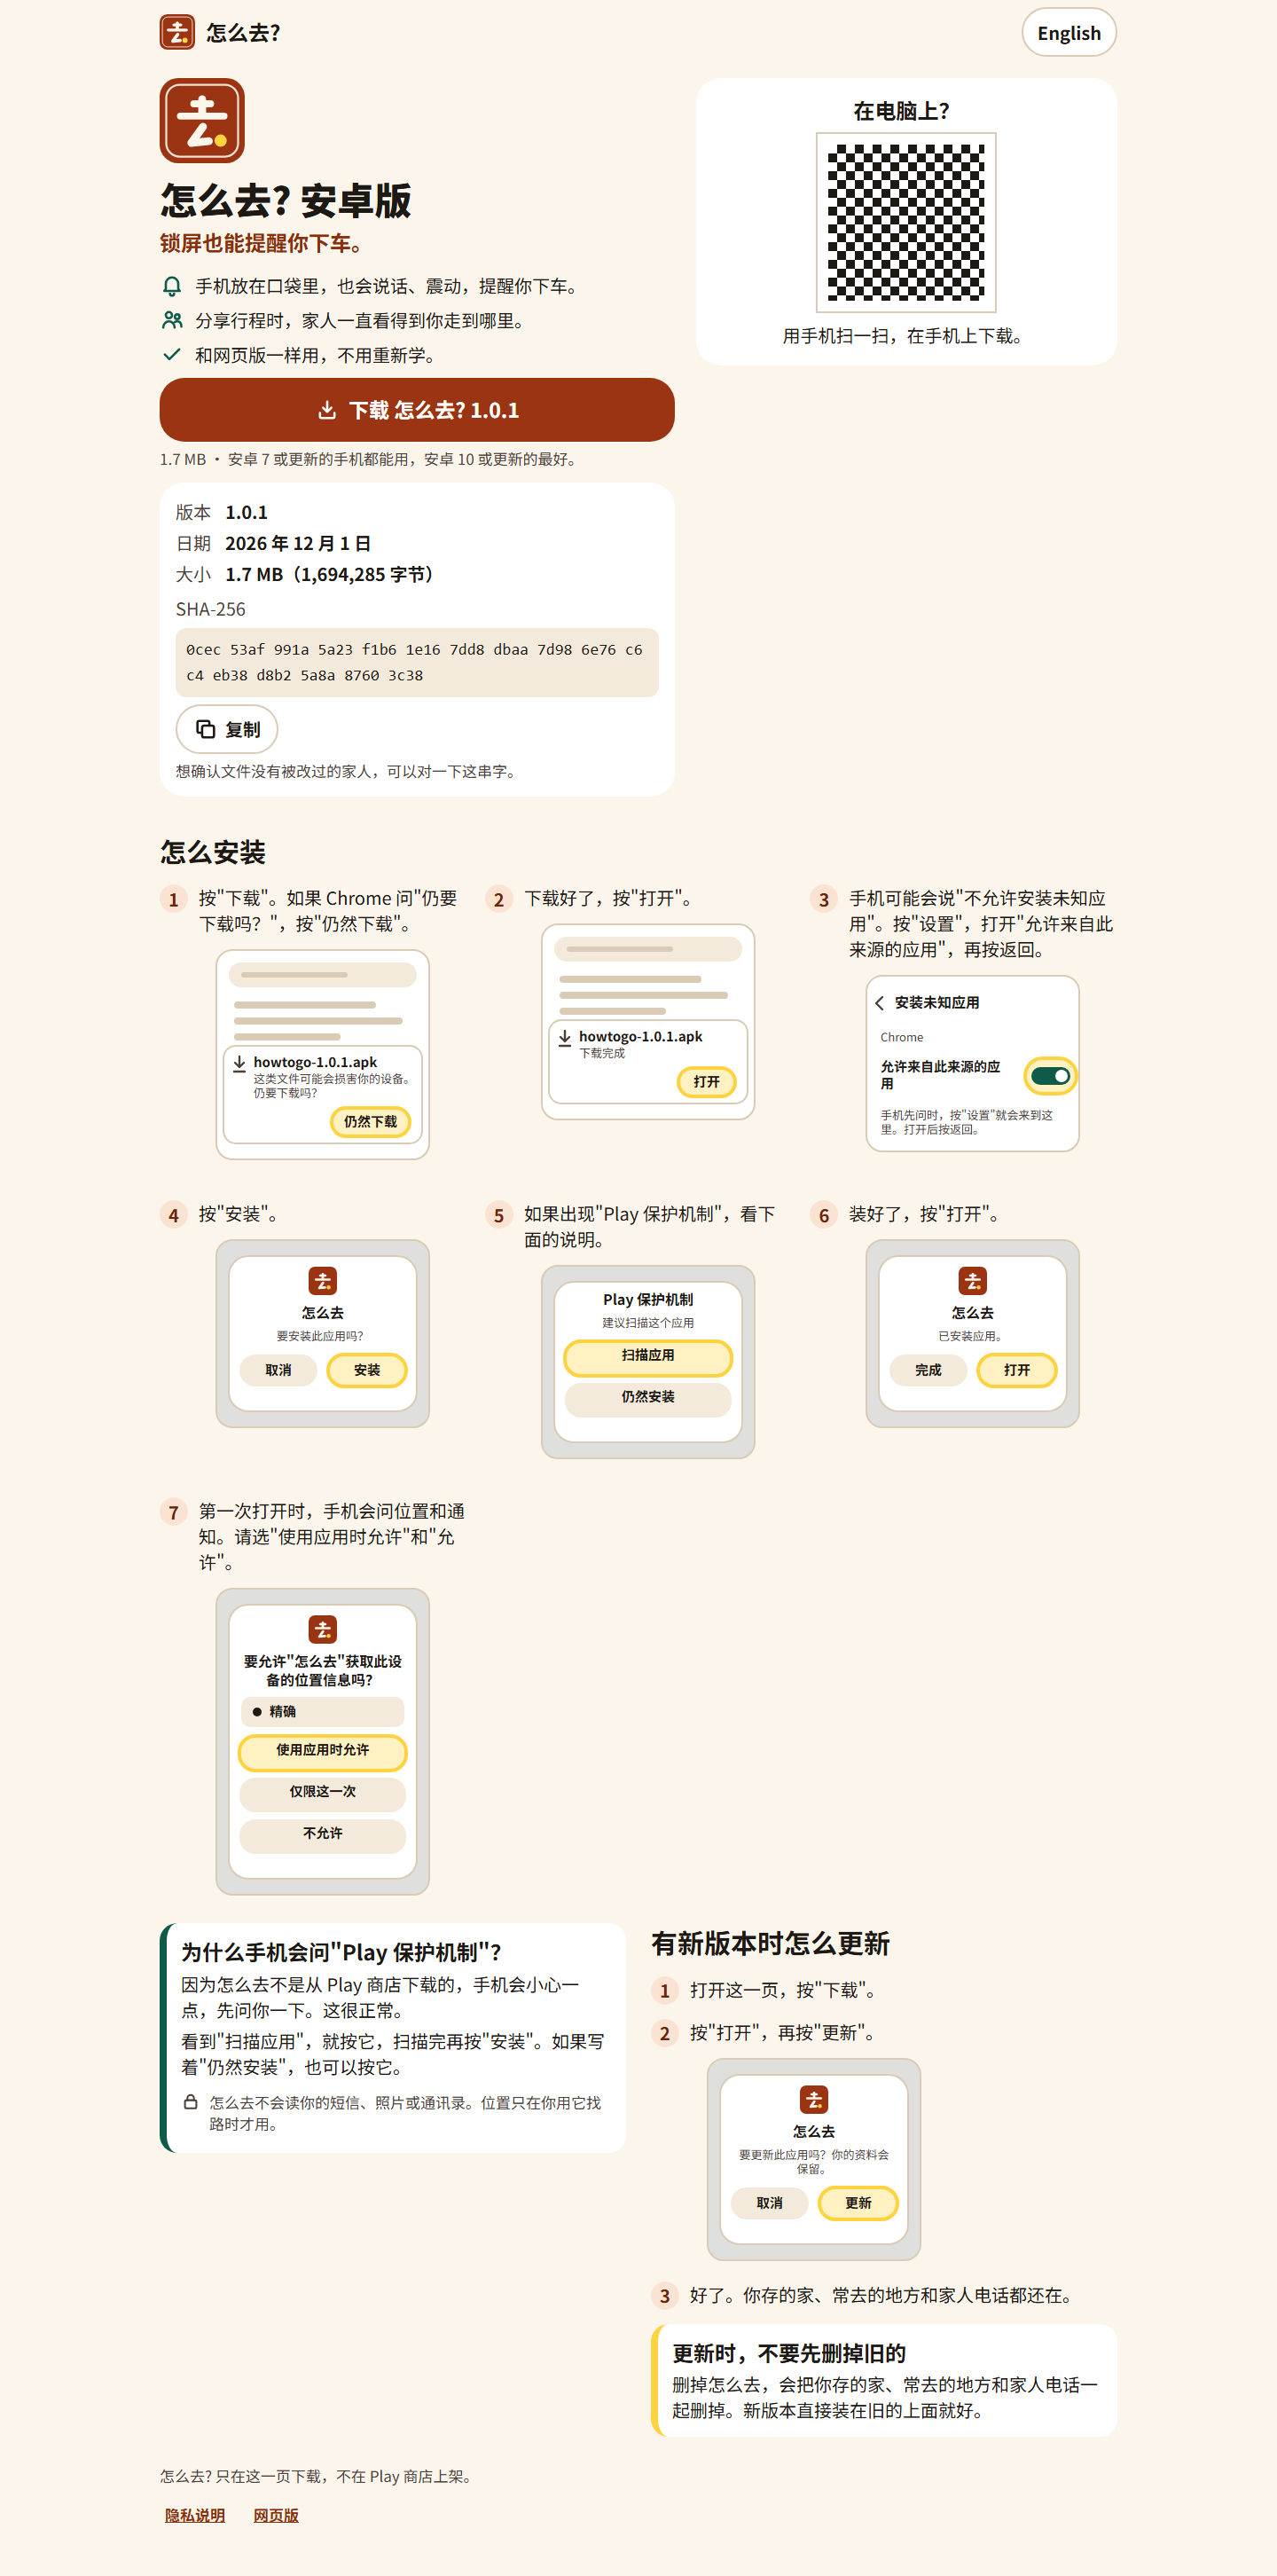 去 怎么去?
English
去
怎么去? 安卓版
锁屏也能提醒你下车。
手机放在口袋里，也会说话、震动，提醒你下车。
分享行程时，家人一直看得到你走到哪里。
和网页版一样用，不用重新学。
下载 怎么去? 1.0.1
1.7 MB · 安卓 7 或更新的手机都能用，安卓 10 或更新的最好。
在电脑上?
用手机扫一扫，在手机上下载。
版本 1.0.1
日期 2026 年 12 月 1 日
大小 1.7 MB（1,694,285 字节）
SHA-256
0cec 53af 991a 5a23 f1b6 1e16 7dd8 dbaa 7d98 6e76 c6
c4 eb38 d8b2 5a8a 8760 3c38
复制
想确认文件没有被改过的家人，可以对一下这串字。
怎么安装
1 按"下载"。如果 Chrome 问"仍要
下载吗？"，按"仍然下载"。
howtogo-1.0.1.apk
这类文件可能会损害你的设备。
仍要下载吗?
仍然下载
2 下载好了，按"打开"。
howtogo-1.0.1.apk
下载完成
打开
3 手机可能会说"不允许安装未知应
用"。按"设置"，打开"允许来自此
来源的应用"，再按返回。
安装未知应用
Chrome
允许来自此来源的应
用
手机先问时，按"设置"就会来到这
里。打开后按返回。
4 按"安装"。
去
怎么去
要安装此应用吗?
取消 安装
5 如果出现"Play 保护机制"，看下
面的说明。
Play 保护机制
建议扫描这个应用
扫描应用
仍然安装
6 装好了，按"打开"。
去
怎么去
已安装应用。
完成 打开
7 第一次打开时，手机会问位置和通
知。请选"使用应用时允许"和"允
许"。
去
要允许"怎么去"获取此设
备的位置信息吗?
精确
使用应用时允许
仅限这一次
不允许
为什么手机会问"Play 保护机制"?
因为怎么去不是从 Play 商店下载的，手机会小心一
点，先问你一下。这很正常。
看到"扫描应用"，就按它，扫描完再按"安装"。如果写
着"仍然安装"，也可以按它。
怎么去不会读你的短信、照片或通讯录。位置只在你用它找
路时才用。
有新版本时怎么更新
1 打开这一页，按"下载"。
2 按"打开"，再按"更新"。
去
怎么去
要更新此应用吗？你的资料会
保留。
取消 更新
3 好了。你存的家、常去的地方和家人电话都还在。
更新时，不要先删掉旧的
删掉怎么去，会把你存的家、常去的地方和家人电话一
起删掉。新版本直接装在旧的上面就好。
怎么去? 只在这一页下载，不在 Play 商店上架。
隐私说明 网页版